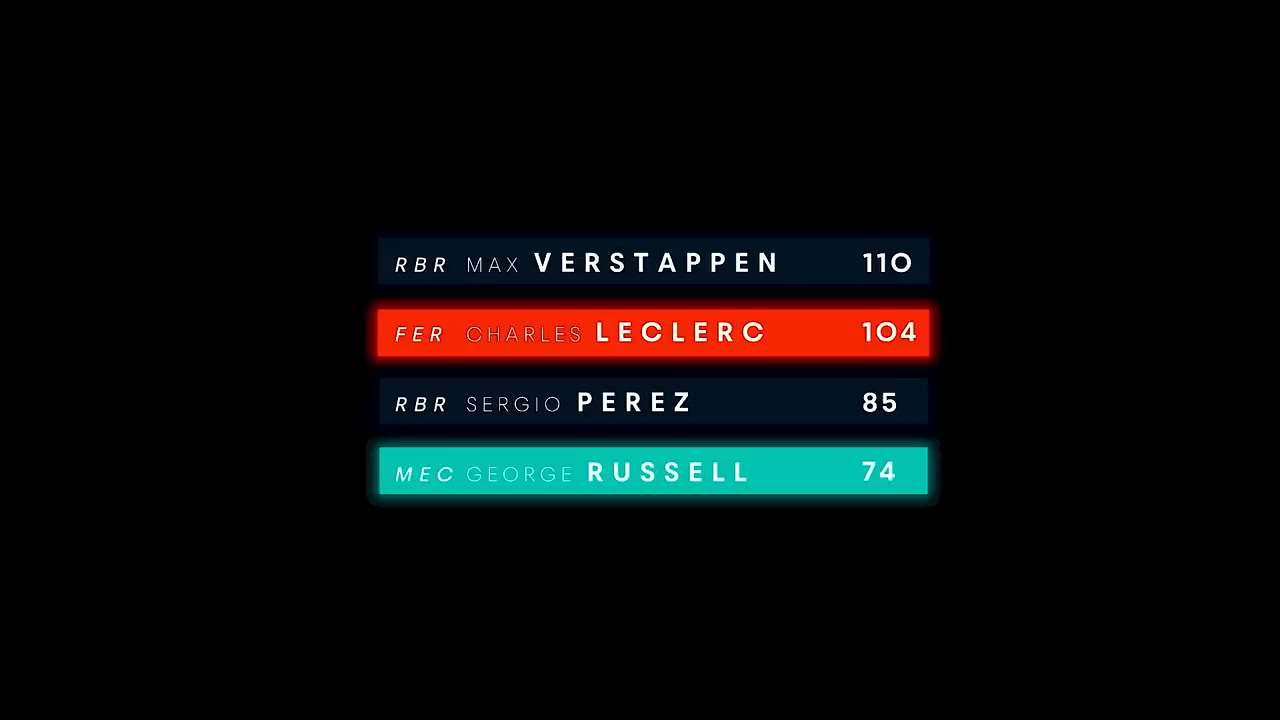 RBR MAX VERSTAPPEN 110
FER CHARLES LECLERC 104
RBR SERGIO PEREZ 85
MEC GEORGE RUSSELL 74